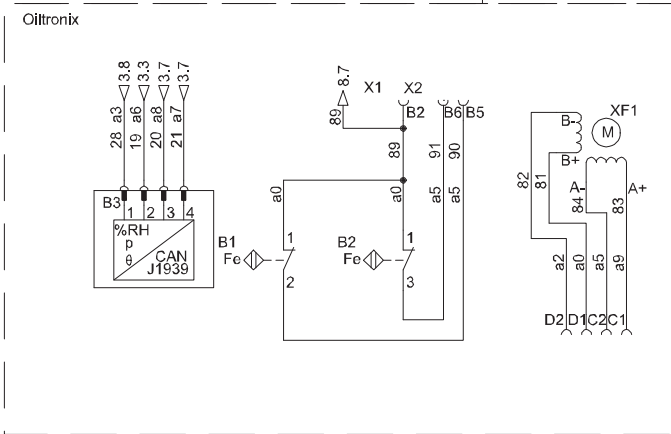 Oiltronix
3.8 3.3 3.7 3.7
28 a3
19 a6
20 a8
21 a7
B3
1 2 3 4
%RH
p
θ
CAN
J1939
8.7
X1 X2
89
B2 B6 B5
89 91 90
a0 a0 a5 a5
B1
Fe
1
2
B2
Fe
1
3
XF1
M
B-
B+
82 81
A- A+
84 83
a2 a0 a5 a9
D2 D1 C2 C1